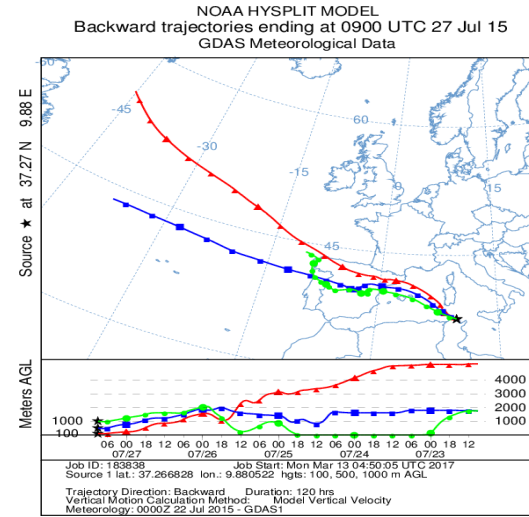 NOAA HYSPLIT MODEL
Backward trajectories ending at 0900 UTC 27 Jul 15
GDAS Meteorological Data
Source ★ at 37.27 N 9.88 E
-45
-30
-15
60
45
15
Meters AGL
4000
3000
2000
1000
1000
100
06 00 18 12 06 00 18 12 06 00 18 12 06 00 18 12 06 00 18 12
07/27 07/26 07/25 07/24 07/23
Job ID: 183838 Job Start: Mon Mar 13 04:50:05 UTC 2017
Source 1 lat.: 37.266828 lon.: 9.880522 hgts: 100, 500, 1000 m AGL
Trajectory Direction: Backward Duration: 120 hrs
Vertical Motion Calculation Method: Model Vertical Velocity
Meteorology: 0000Z 22 Jul 2015 - GDAS1